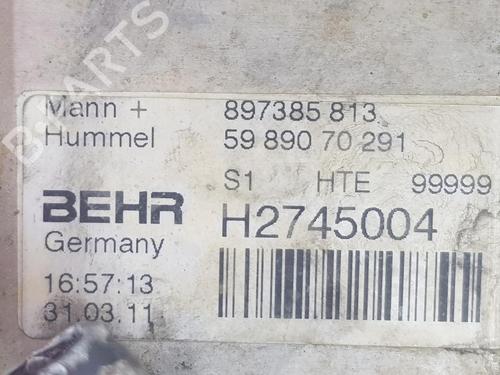 Mann + 897385 813
Hummel 59 890 70 291
S1 HTE 99999
BEHR H2745004
Germany
16:57:13
31.03.11
B-PARTS